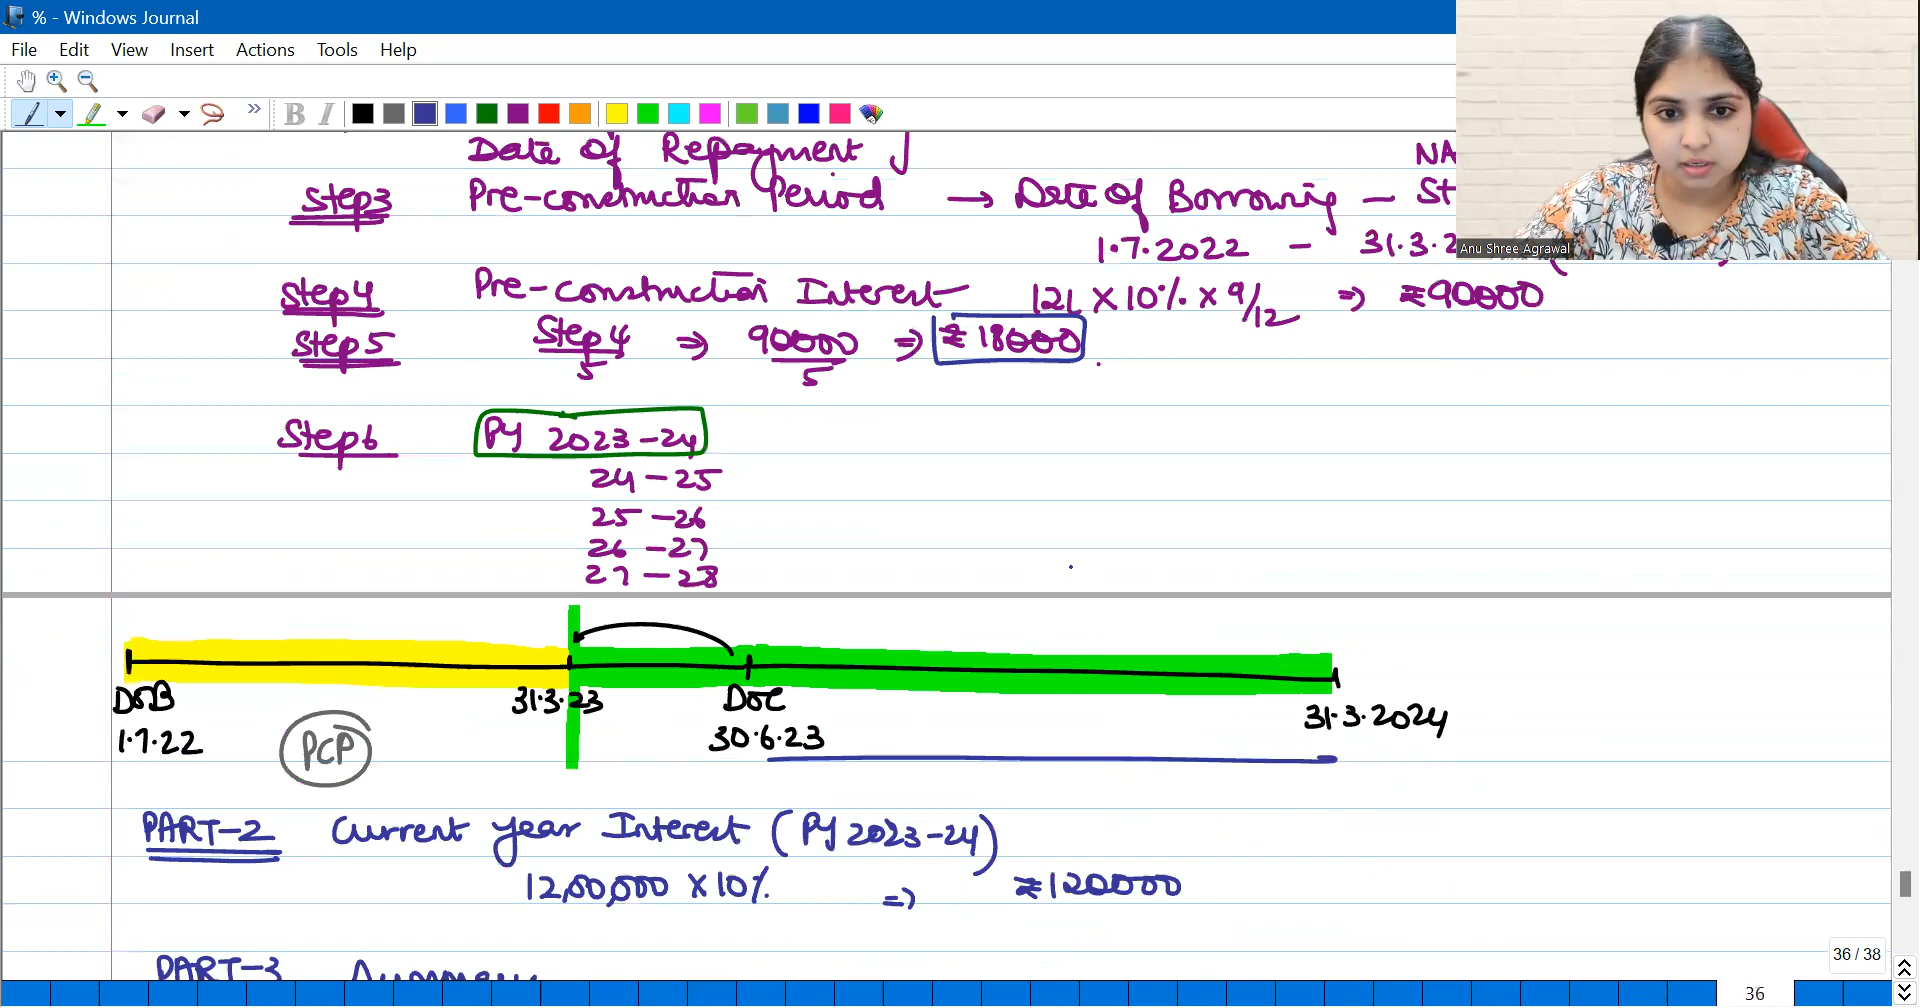 % - Windows Journal
File Edit View Insert Actions Tools Help
B I
Date Of Repayment NA
Step3 Pre-construction Period → Date Of Borrowing – St
1.7.2022 – 31.3.2
Anu Shree Agrawal
Step4 Pre-construction Interest 12L × 10% × 9/12 ⇒ ₹90000
Step5 Step4/5 ⇒ 90000/5 ⇒ ₹18000
Step6 PY 2023-24
24-25
25-26
26-27
27-28
DOB 31.3.23 DOC 31.3.2024
1.7.22 PCP 30.6.23
PART-2 Current year Interest (PY 2023-24)
12,00,000 × 10% ⇒ ₹120000
PART-3 Summary
36 / 38
36